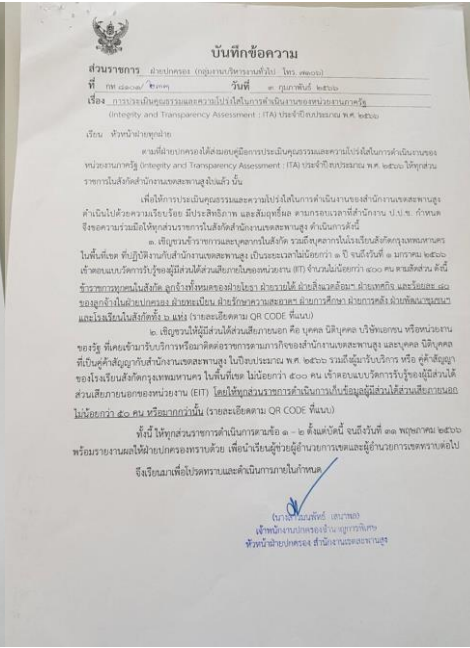 บันทึกข้อความ
ส่วนราชการ ฝ่ายปกครอง (กลุ่มงานบริหารงานทั่วไป โทร. ๗๑๐๖)
ที่ กท วันที่ ๓ กุมภาพันธ์ ๒๕๖๖
เรื่อง การประเมินคุณธรรมและความโปร่งใสในการดำเนินงานของหน่วยงานภาครัฐ
(Integrity and Transparency Assessment : ITA) ประจำปีงบประมาณ พ.ศ. ๒๕๖๖
เรียน หัวหน้าฝ่ายทุกฝ่าย
ตามที่ฝ่ายปกครองได้ส่งมอบคู่มือการประเมินคุณธรรมและความโปร่งใสในการดำเนินงานของ
หน่วยงานภาครัฐ (Integrity and Transparency Assessment : ITA) ประจำปีงบประมาณ พ.ศ. ๒๕๖๖ ให้ทุกส่วน
ราชการในสังกัดสำนักงานเขตสะพานสูงไปแล้ว นั้น
เพื่อให้การประเมินคุณธรรมและความโปร่งใสในการดำเนินงานของสำนักงานเขตสะพานสูง
ดำเนินไปด้วยความเรียบร้อย มีประสิทธิภาพ และสัมฤทธิ์ผล ตามกรอบเวลาที่สำนักงาน ป.ป.ช. กำหนด
จึงขอความร่วมมือให้ทุกส่วนราชการในสังกัดสำนักงานเขตสะพานสูง ดำเนินการดังนี้
๑. เชิญชวนข้าราชการและบุคลากรในสังกัด รวมถึงบุคลากรในโรงเรียนสังกัดกรุงเทพมหานคร
ในพื้นที่เขต ที่ปฏิบัติงานกับสำนักงานเขตสะพานสูง เป็นระยะเวลาไม่น้อยกว่า ๑ ปี จนถึงวันที่ ๑ มกราคม ๒๕๖๖
เข้าตอบแบบวัดการรับรู้ของผู้มีส่วนได้ส่วนเสียภายในของหน่วยงาน (IIT) จำนวนไม่น้อยกว่า ๔๐๐ คน ตามสัดส่วน ดังนี้
ข้าราชการทุกคนในสังกัด ลูกจ้างทั้งหมดของฝ่ายโยธา ฝ่ายรายได้ ฝ่ายสิ่งแวดล้อมฯ ฝ่ายเทศกิจ และร้อยละ ๘๐
ของลูกจ้างในฝ่ายปกครอง ฝ่ายทะเบียน ฝ่ายรักษาความสะอาดฯ ฝ่ายการศึกษา ฝ่ายการคลัง ฝ่ายพัฒนาชุมชนฯ
และโรงเรียนในสังกัดทั้ง ๖ แห่ง (รายละเอียดตาม QR CODE ที่แนบ)
๒. เชิญชวนให้ผู้มีส่วนได้ส่วนเสียภายนอก คือ บุคคล นิติบุคคล บริษัทเอกชน หรือหน่วยงาน
ของรัฐ ที่เคยเข้ามารับบริการหรือมาติดต่อราชการตามภารกิจของสำนักงานเขตสะพานสูง และบุคคล นิติบุคคล
ที่เป็นคู่ค้าสัญญากับสำนักงานเขตสะพานสูง ในปีงบประมาณ พ.ศ. ๒๕๖๖ รวมถึงผู้มารับบริการ หรือ คู่ค้าสัญญา
ของโรงเรียนสังกัดกรุงเทพมหานคร ในพื้นที่เขต ไม่น้อยกว่า ๕๐๐ คน เข้าตอบแบบวัดการรับรู้ของผู้มีส่วนได้
ส่วนเสียภายนอกของหน่วยงาน (EIT) โดยให้ทุกส่วนราชการดำเนินการเก็บข้อมูลผู้มีส่วนได้ส่วนเสียภายนอก
ไม่น้อยกว่า ๕๐ คน หรือมากกว่านั้น (รายละเอียดตาม QR CODE ที่แนบ)
ทั้งนี้ ให้ทุกส่วนราชการดำเนินการตามข้อ ๑ – ๒ ตั้งแต่บัดนี้ จนถึงวันที่ ๓๑ พฤษภาคม ๒๕๖๖
พร้อมรายงานผลให้ฝ่ายปกครองทราบด้วย เพื่อนำเรียนผู้ช่วยผู้อำนวยการเขตและผู้อำนวยการเขตทราบต่อไป
จึงเรียนมาเพื่อโปรดทราบและดำเนินการภายในกำหนด
เจ้าพนักงานปกครองชำนาญการพิเศษ
หัวหน้าฝ่ายปกครอง สำนักงานเขตสะพานสูง